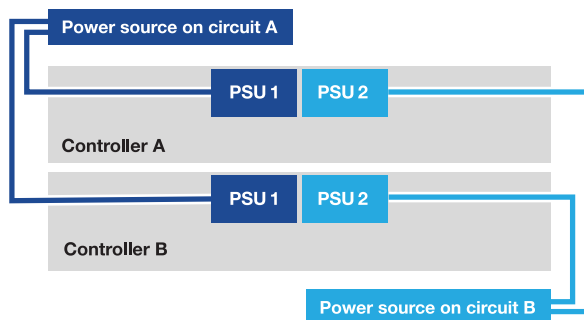 Power source on circuit A
PSU 1 PSU 2
Controller A
PSU 1 PSU 2
Controller B
Power source on circuit B